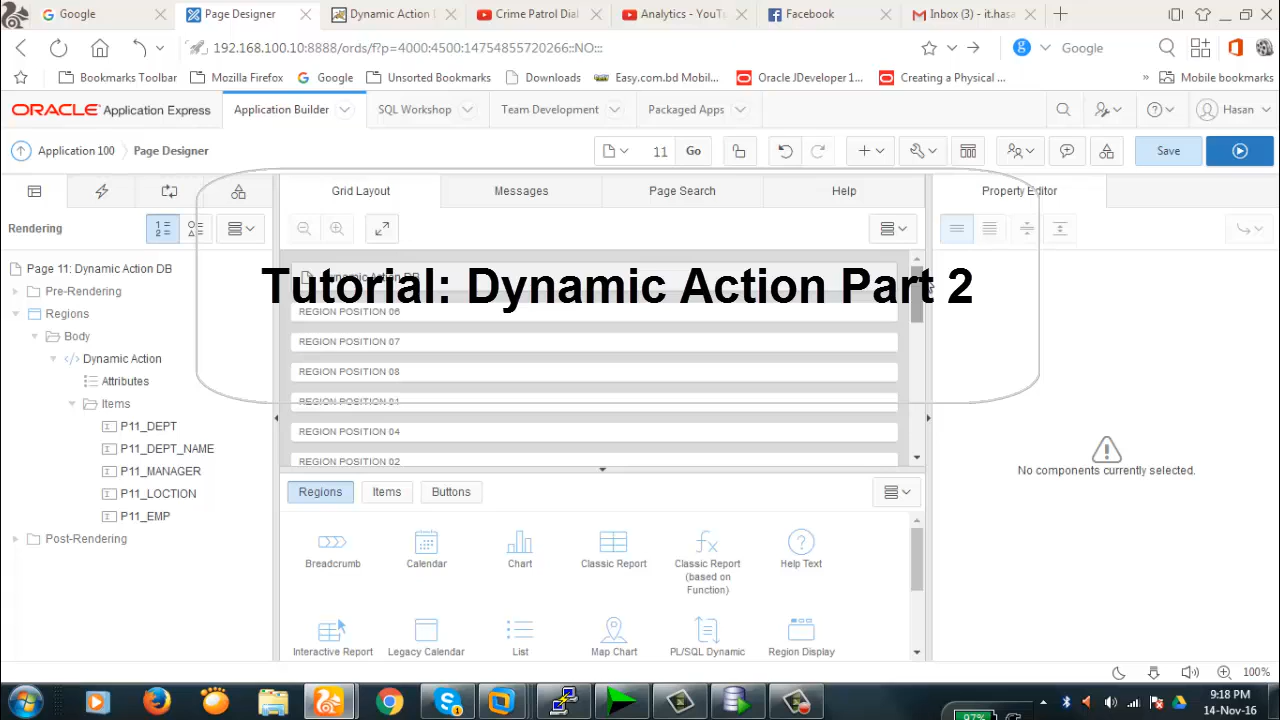 Google
Page Designer
Dynamic Action
Crime Patrol Dial
Analytics - YouTu
Facebook
Inbox (3) - it.hasa
192.168.100.10:8888/ords/f?p=4000:4500:14754855720266::NO:::
Google
Bookmarks Toolbar
Mozilla Firefox
Google
Unsorted Bookmarks
Downloads
Easy.com.bd Mobil...
Oracle JDeveloper 1...
Creating a Physical ...
»
Mobile bookmarks
ORACLE Application Express
Application Builder
SQL Workshop
Team Development
Packaged Apps
Hasan
Application 100
Page Designer
11
Go
Save
Grid Layout
Messages
Page Search
Help
Property Editor
Rendering
Page 11: Dynamic Action DB
Pre-Rendering
Regions
Body
Dynamic Action
Attributes
Items
P11_DEPT
P11_DEPT_NAME
P11_MANAGER
P11_LOCTION
P11_EMP
Post-Rendering
Dynamic Action DB
Tutorial: Dynamic Action Part 2
REGION POSITION 06
REGION POSITION 07
REGION POSITION 08
REGION POSITION 01
REGION POSITION 04
REGION POSITION 02
Regions
Items
Buttons
Breadcrumb
Calendar
Chart
Classic Report
Classic Report
(based on
Function)
Help Text
Interactive Report
Legacy Calendar
List
Map Chart
PL/SQL Dynamic
Region Display
No components currently selected.
100%
97%
9:18 PM
14-Nov-16